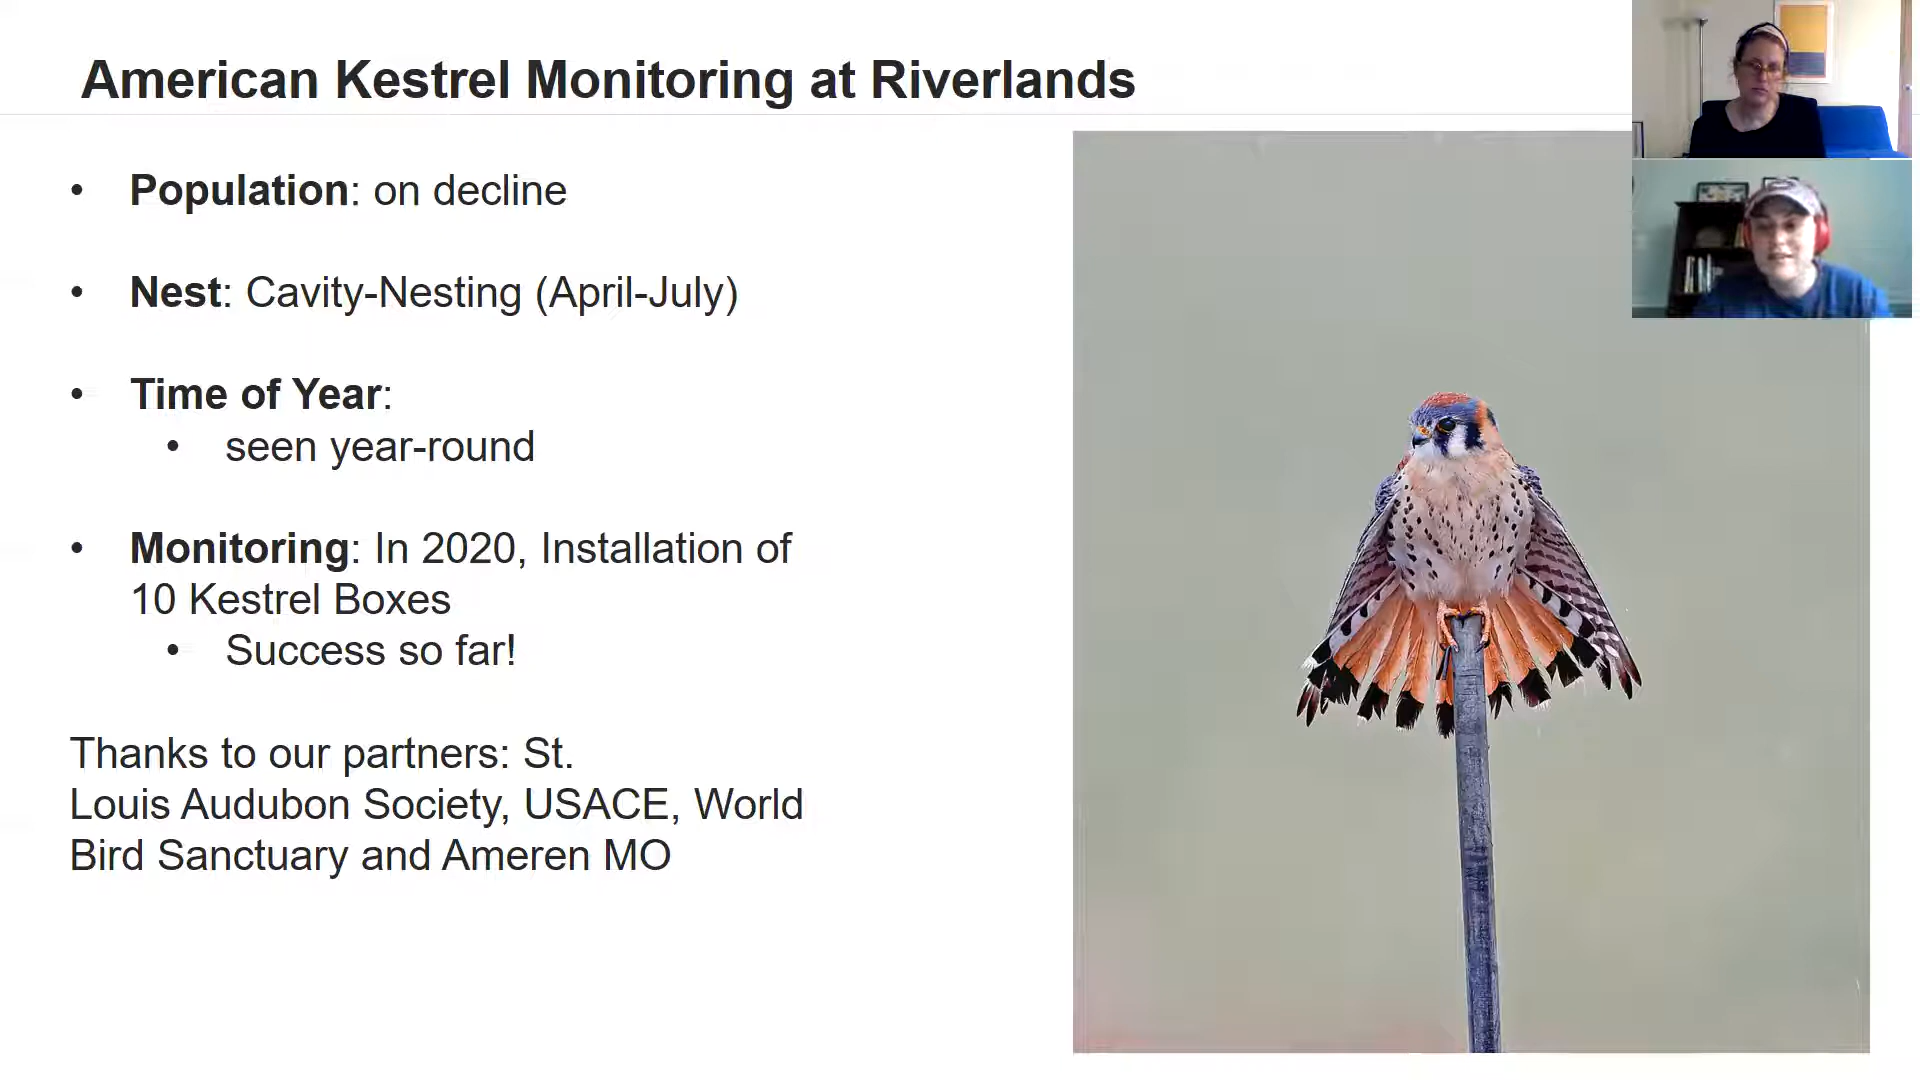 American Kestrel Monitoring at Riverlands
• Population: on decline
• Nest: Cavity-Nesting (April-July)
• Time of Year:
• seen year-round
• Monitoring: In 2020, Installation of
10 Kestrel Boxes
• Success so far!
Thanks to our partners: St.
Louis Audubon Society, USACE, World
Bird Sanctuary and Ameren MO